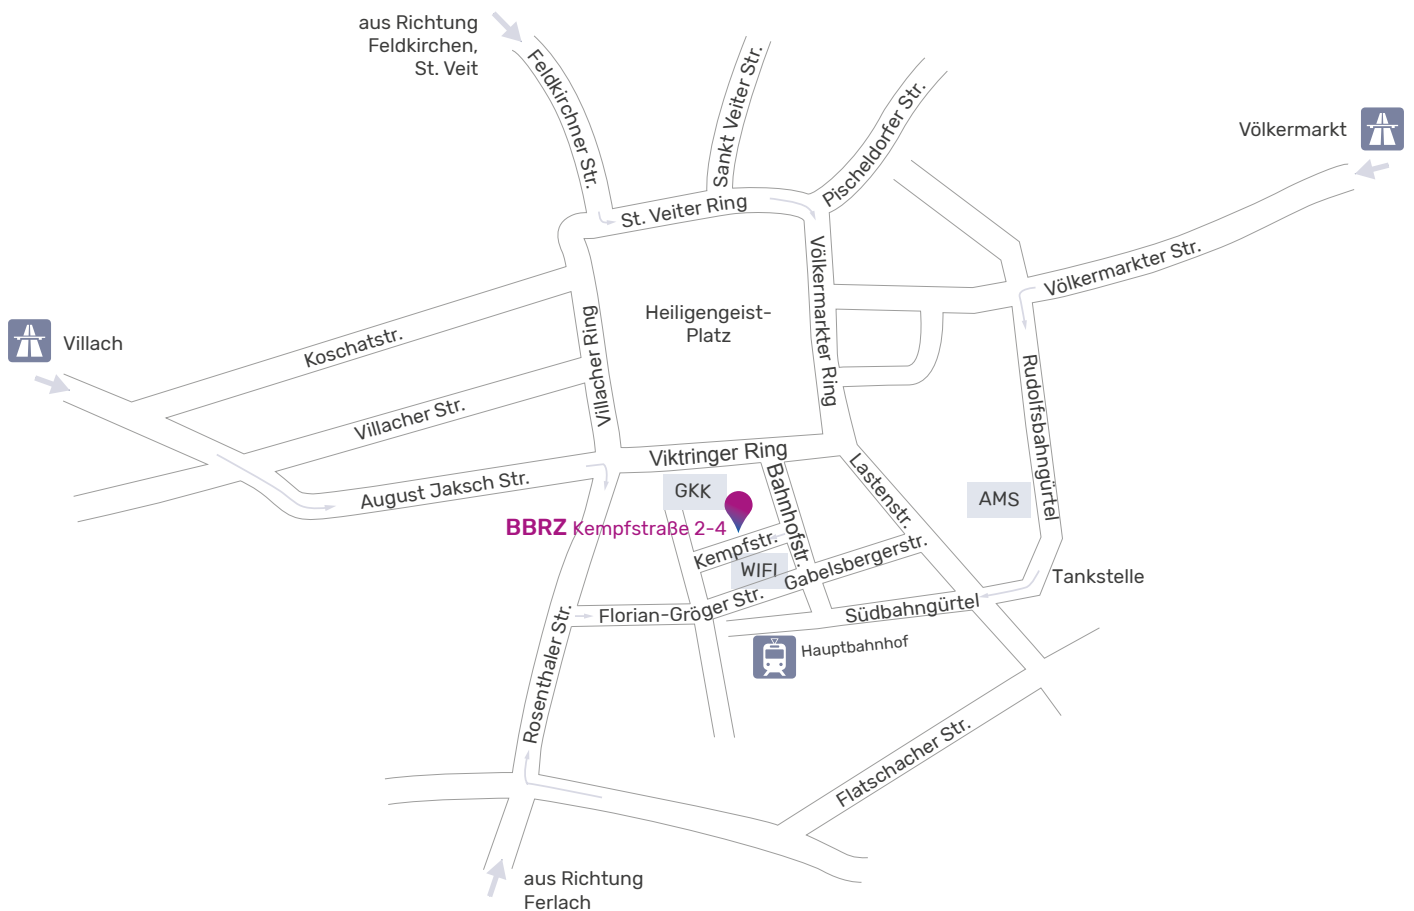 aus Richtung
Feldkirchen,
St. Veit
Feldkirchner Str.
Sankt Veiter Str.
Pischeldorfer Str.
Völkermarkt
St. Veiter Ring
Völkermarkter Str.
Völkermarkter Ring
Heiligengeist-
Platz
Villach
Koschatstr.
Villacher Ring
Villacher Str.
Rudolfsbahngürtel
Viktringer Ring
August Jaksch Str.
GKK
Bahnhofstr.
Lastenstr.
AMS
BBRZ Kempfstraße 2-4
Kempfstr.
WIFI
Gabelsbergerstr.
Tankstelle
Florian-Gröger Str.
Südbahngürtel
Rosenthaler Str.
Hauptbahnhof
Flatschacher Str.
aus Richtung
Ferlach